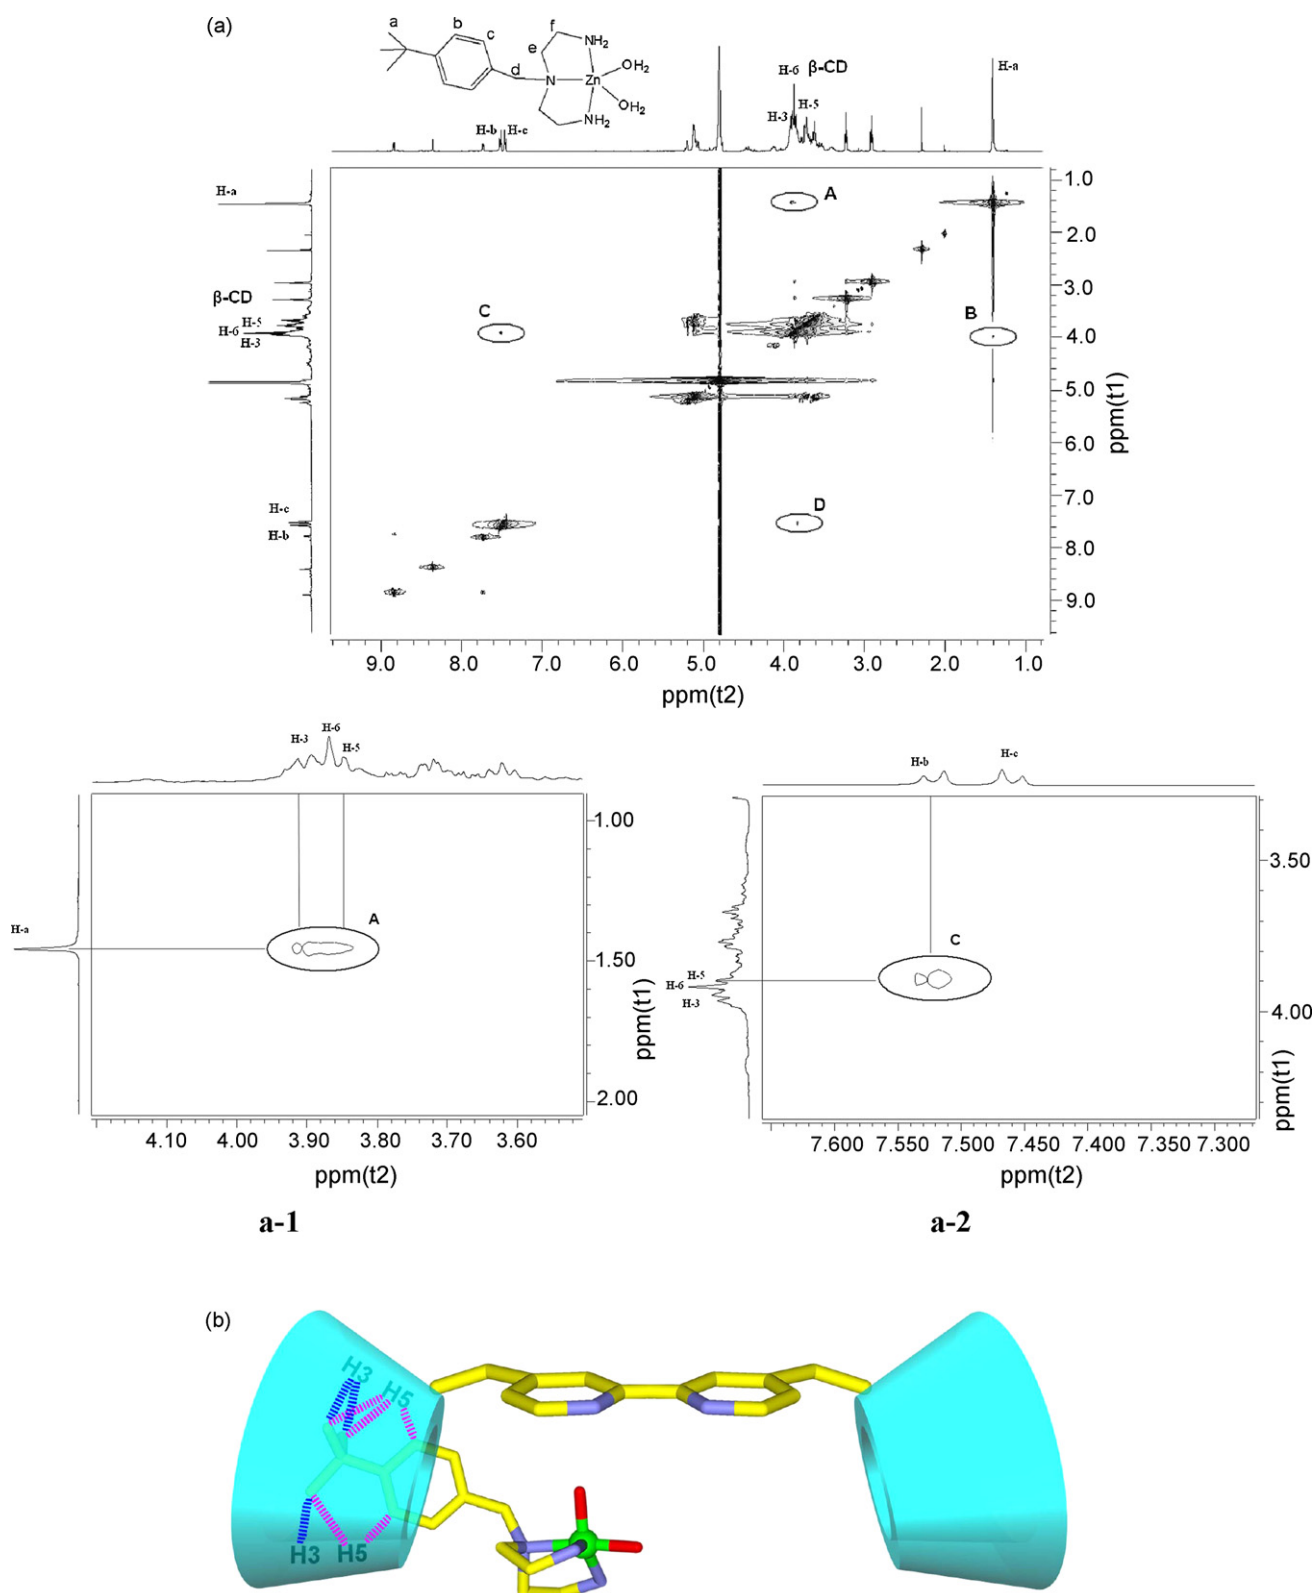 (a)
a
b
c
d
e
f
NH2
N
Zn
OH2
OH2
NH2
H-b
H-c
H-6
β-CD
H-3
H-5
H-a
H-a
β-CD
H-5
H-6
H-3
H-c
H-b
A
B
C
D
1.0
2.0
3.0
4.0
5.0
6.0
7.0
8.0
9.0
ppm(t1)
9.0 8.0 7.0 6.0 5.0 4.0 3.0 2.0 1.0
ppm(t2)
H-3
H-6
H-5
H-a
A
1.00
1.50
2.00
ppm(t1)
4.10 4.00 3.90 3.80 3.70 3.60
ppm(t2)
a-1
H-b
H-c
H-5
H-6
H-3
C
3.50
4.00
ppm(t1)
7.600 7.550 7.500 7.450 7.400 7.350 7.300
ppm(t2)
a-2
(b)
H3
H5
H3
H5